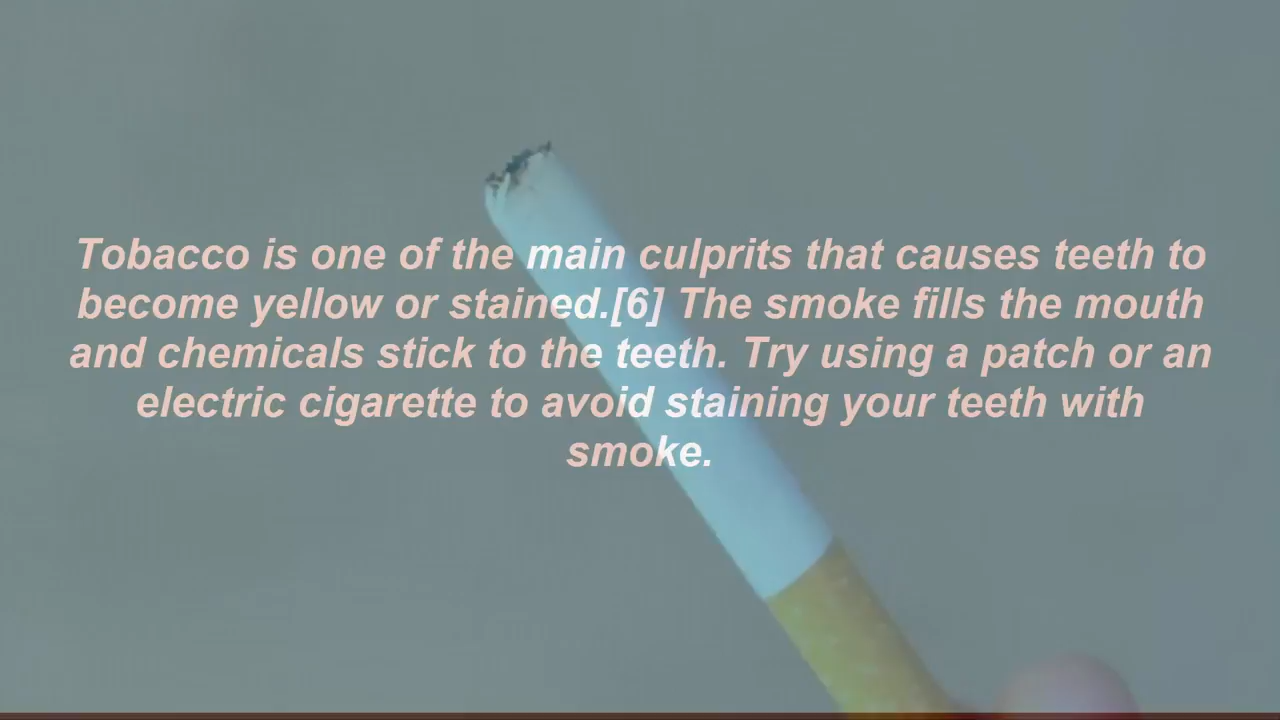 Tobacco is one of the main culprits that causes teeth to
become yellow or stained.[6] The smoke fills the mouth
and chemicals stick to the teeth. Try using a patch or an
electric cigarette to avoid staining your teeth with
smoke.